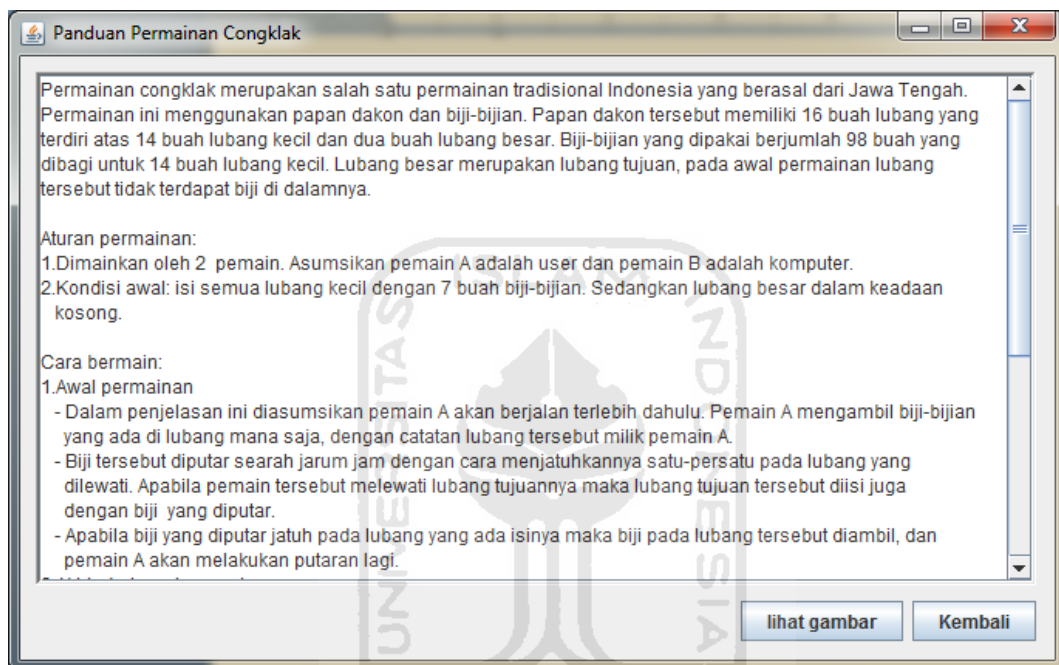 Panduan Permainan Congklak
Permainan congklak merupakan salah satu permainan tradisional Indonesia yang berasal dari Jawa Tengah.
Permainan ini menggunakan papan dakon dan biji-bijian. Papan dakon tersebut memiliki 16 buah lubang yang
terdiri atas 14 buah lubang kecil dan dua buah lubang besar. Biji-bijian yang dipakai berjumlah 98 buah yang
dibagi untuk 14 buah lubang kecil. Lubang besar merupakan lubang tujuan, pada awal permainan lubang
tersebut tidak terdapat biji di dalamnya.
Aturan permainan:
1.Dimainkan oleh 2  pemain. Asumsikan pemain A adalah user dan pemain B adalah komputer.
2.Kondisi awal: isi semua lubang kecil dengan 7 buah biji-bijian. Sedangkan lubang besar dalam keadaan
kosong.
Cara bermain:
1.Awal permainan
- Dalam penjelasan ini diasumsikan pemain A akan berjalan terlebih dahulu. Pemain A mengambil biji-bijian
yang ada di lubang mana saja, dengan catatan lubang tersebut milik pemain A.
- Biji tersebut diputar searah jarum jam dengan cara menjatuhkannya satu-persatu pada lubang yang
dilewati. Apabila pemain tersebut melewati lubang tujuannya maka lubang tujuan tersebut diisi juga
dengan biji  yang diputar.
- Apabila biji yang diputar jatuh pada lubang yang ada isinya maka biji pada lubang tersebut diambil, dan
pemain A akan melakukan putaran lagi.
lihat gambar
Kembali
UNIVERSITAS
ISLAM
INDONESIA